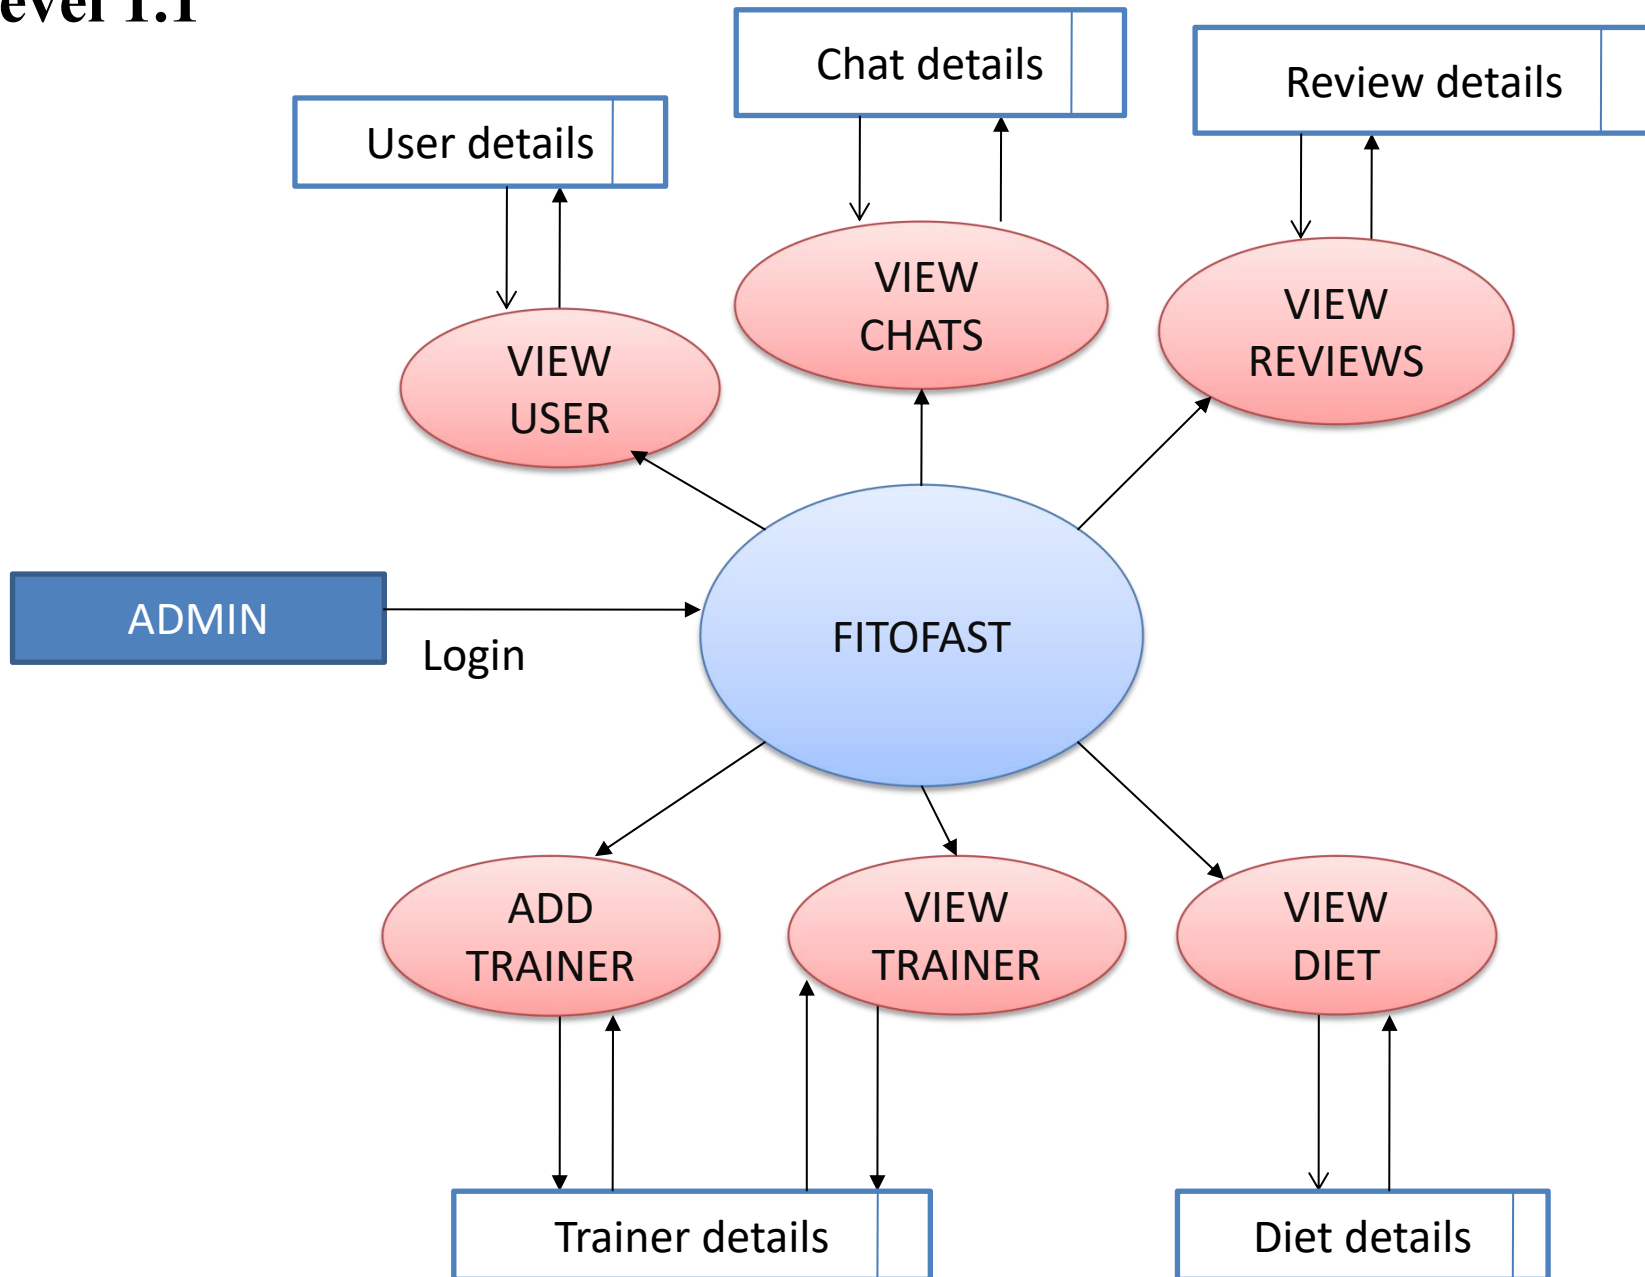 evel 1.1
Chat details
Review details
User details
VIEW
CHATS
VIEW
REVIEWS
VIEW
USER
ADMIN
Login
FITOFAST
ADD
TRAINER
VIEW
TRAINER
VIEW
DIET
Trainer details
Diet details